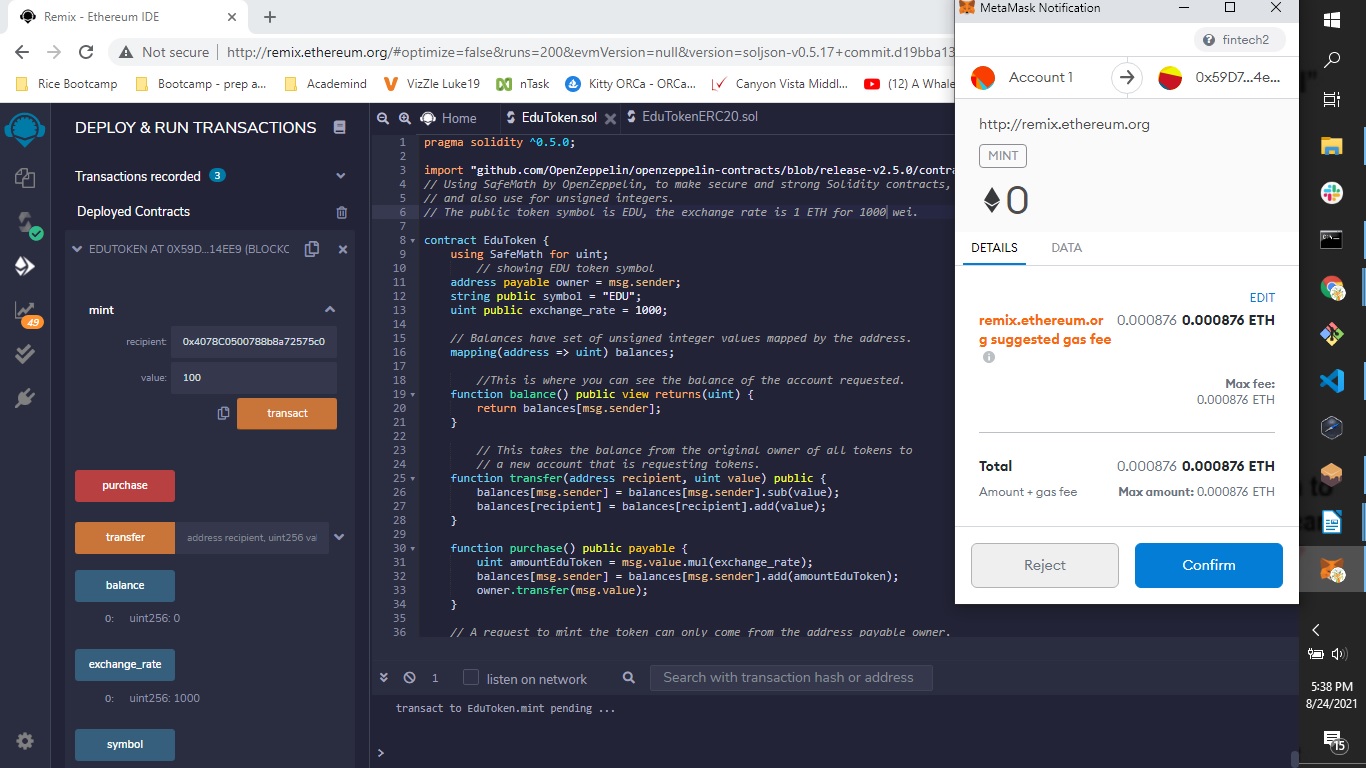 Remix - Ethereum IDE
Not secure
http://remix.ethereum.org/#optimize=false&runs=200&evmVersion=null&version=soljson-v0.5.17+commit.d19bba13
Rice Bootcamp
Bootcamp - prep a...
Academind
VizZle Luke19
nTask
Kitty ORCa - ORCa...
Canyon Vista Middl...
(12) A Whale
DEPLOY & RUN TRANSACTIONS
Transactions recorded 3
Deployed Contracts
EDUTOKEN AT 0X59D...14EE9 (BLOCKC
mint
recipient: 0x4078C0500788b8a72575c0
value: 100
transact
purchase
transfer address recipient, uint256 val
balance
0: uint256: 0
exchange_rate
0: uint256: 1000
symbol
49
Home
EduToken.sol
EduTokenERC20.sol
1 pragma solidity ^0.5.0;
2
3 import "github.com/OpenZeppelin/openzeppelin-contracts/blob/release-v2.5.0/contra
4 // Using SafeMath by OpenZeppelin, to make secure and strong Solidity contracts,
5 // and also use for unsigned integers.
6 // The public token symbol is EDU, the exchange rate is 1 ETH for 1000 wei.
7
8 contract EduToken {
9 using SafeMath for uint;
10 // showing EDU token symbol
11 address payable owner = msg.sender;
12 string public symbol = "EDU";
13 uint public exchange_rate = 1000;
14
15 // Balances have set of unsigned integer values mapped by the address.
16 mapping(address => uint) balances;
17
18 //This is where you can see the balance of the account requested.
19 function balance() public view returns(uint) {
20 return balances[msg.sender];
21 }
22
23 // This takes the balance from the original owner of all tokens to
24 // a new account that is requesting tokens.
25 function transfer(address recipient, uint value) public {
26 balances[msg.sender] = balances[msg.sender].sub(value);
27 balances[recipient] = balances[recipient].add(value);
28 }
29
30 function purchase() public payable {
31 uint amountEduToken = msg.value.mul(exchange_rate);
32 balances[msg.sender] = balances[msg.sender].add(amountEduToken);
33 owner.transfer(msg.value);
34 }
35
36 // A request to mint the token can only come from the address payable owner.
1
listen on network
Search with transaction hash or address
transact to EduToken.mint pending ...
>
MetaMask Notification
fintech2
Account 1
0x59D7...4e...
http://remix.ethereum.org
MINT
0
DETAILS
DATA
EDIT
remix.ethereum.or 0.000876 0.000876 ETH
g suggested gas fee
Max fee:
0.000876 ETH
Total 0.000876 0.000876 ETH
Amount + gas fee Max amount: 0.000876 ETH
Reject
Confirm
5:38 PM
8/24/2021
15